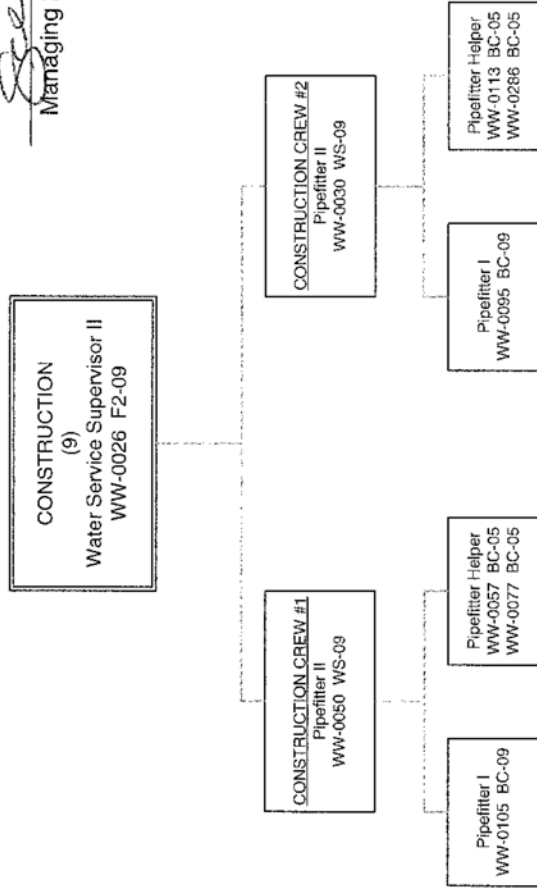 Managing
CONSTRUCTION
(9)
Water Service Supervisor II
WW-0026 F2-09
CONSTRUCTION CREW #1
Pipefitter II
WW-0050 WS-09
CONSTRUCTION CREW #2
Pipefitter II
WW-0030 WS-09
Pipefitter I
WW-0105 BC-09
Pipefitter Helper
WW-0057 BC-05
WW-0077 BC-05
Pipefitter I
WW-0095 BC-09
Pipefitter Helper
WW-0113 BC-05
WW-0286 BC-05